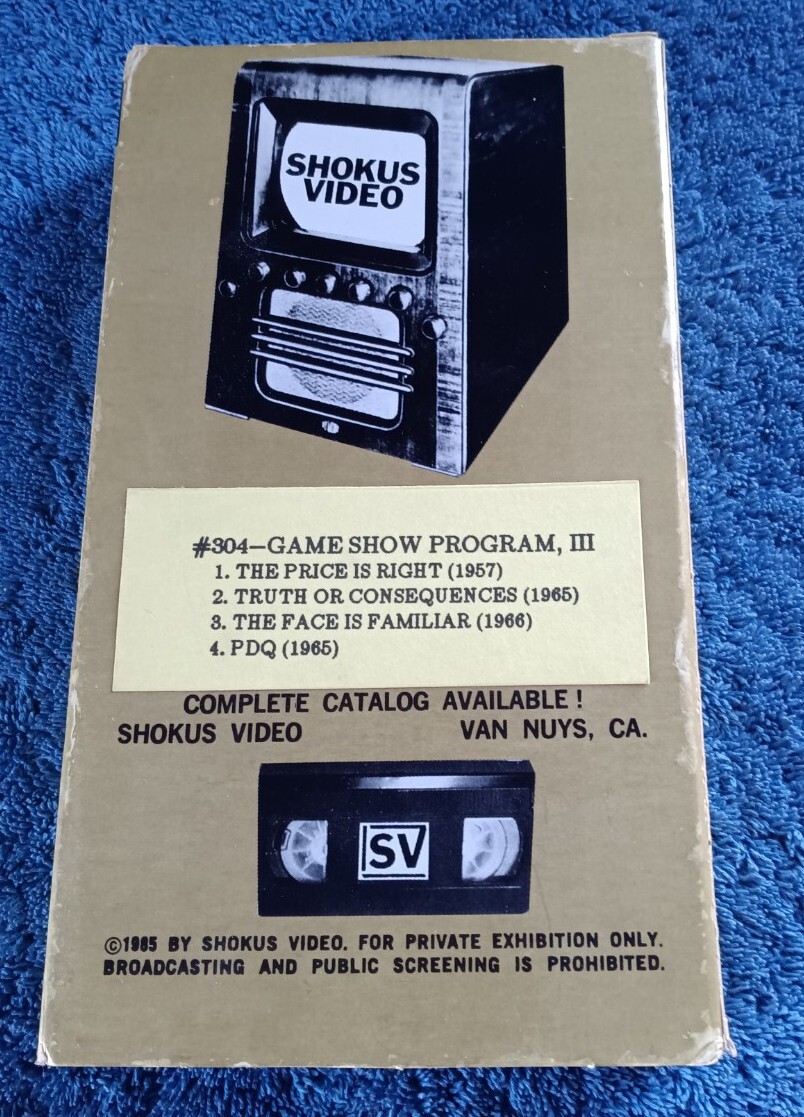 SHOKUS
VIDEO
#304—GAME SHOW PROGRAM, III
1. THE PRICE IS RIGHT (1957)
2. TRUTH OR CONSEQUENCES (1965)
3. THE FACE IS FAMILIAR (1966)
4. PDQ (1965)
COMPLETE CATALOG AVAILABLE!
SHOKUS VIDEO VAN NUYS, CA.
SV
©1985 BY SHOKUS VIDEO. FOR PRIVATE EXHIBITION ONLY.
BROADCASTING AND PUBLIC SCREENING IS PROHIBITED.